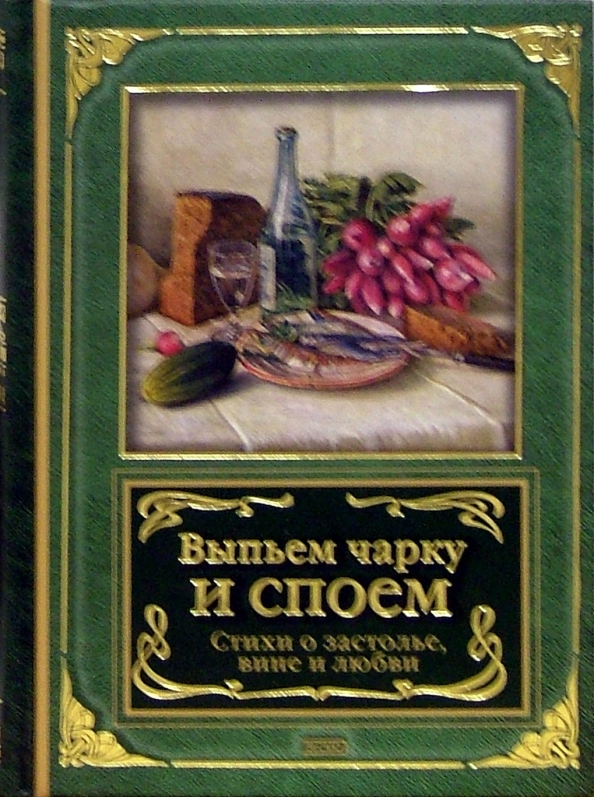 Выпьем чарку
и споем
Стихи о застолье,
вине и любви